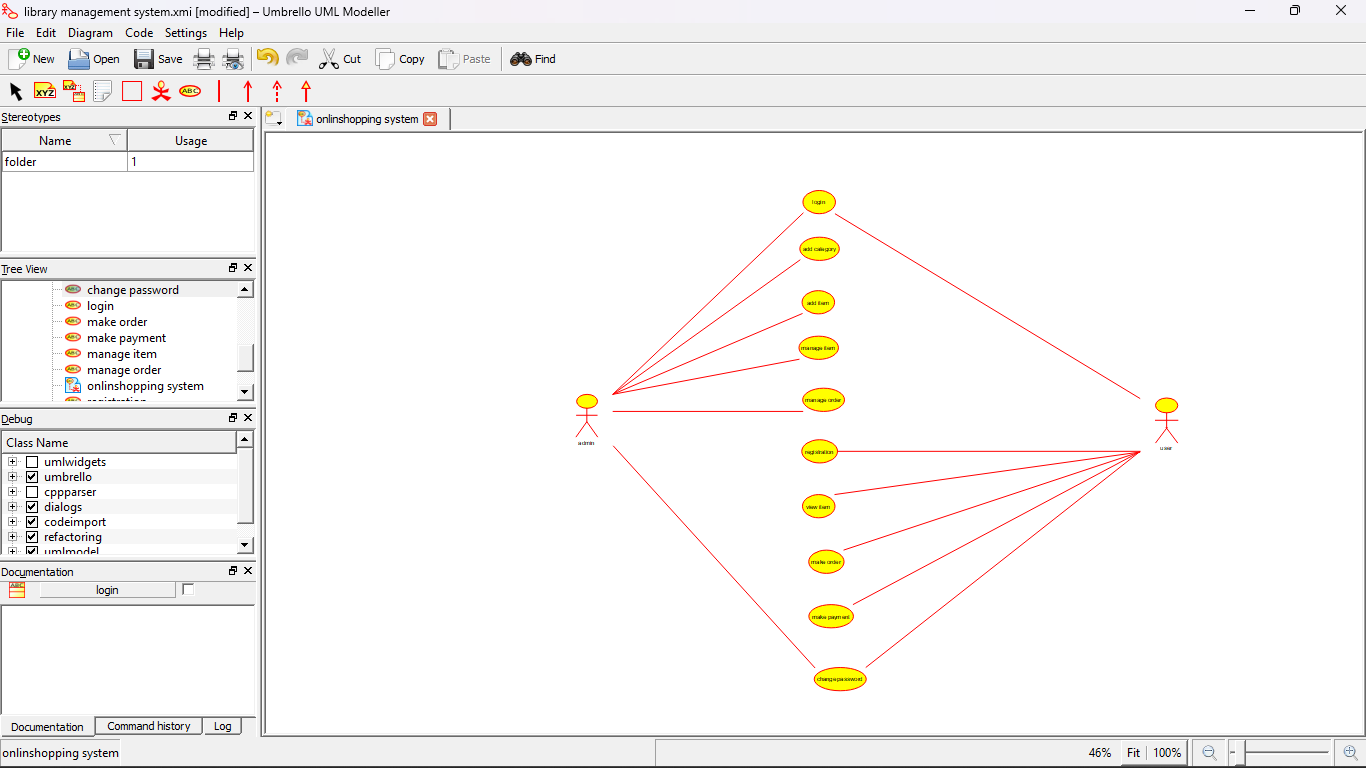 library management system.xmi [modified] – Umbrello UML Modeller
File Edit Diagram Code Settings Help
New Open Save Cut Copy Paste Find
XYZ XYZ ABC
Stereotypes
onlinshopping system
Name Usage
folder 1
Tree View
change password
login
make order
make payment
manage item
manage order
onlinshopping system
registration
Debug
Class Name
umlwidgets
umbrello
cppparser
dialogs
codeimport
refactoring
umlmodel
Documentation
login
Documentation Command history Log
login
add category
add item
manage item
manage order
admin
user
registration
view item
make order
make payment
change password
onlinshopping system
46% Fit 100%